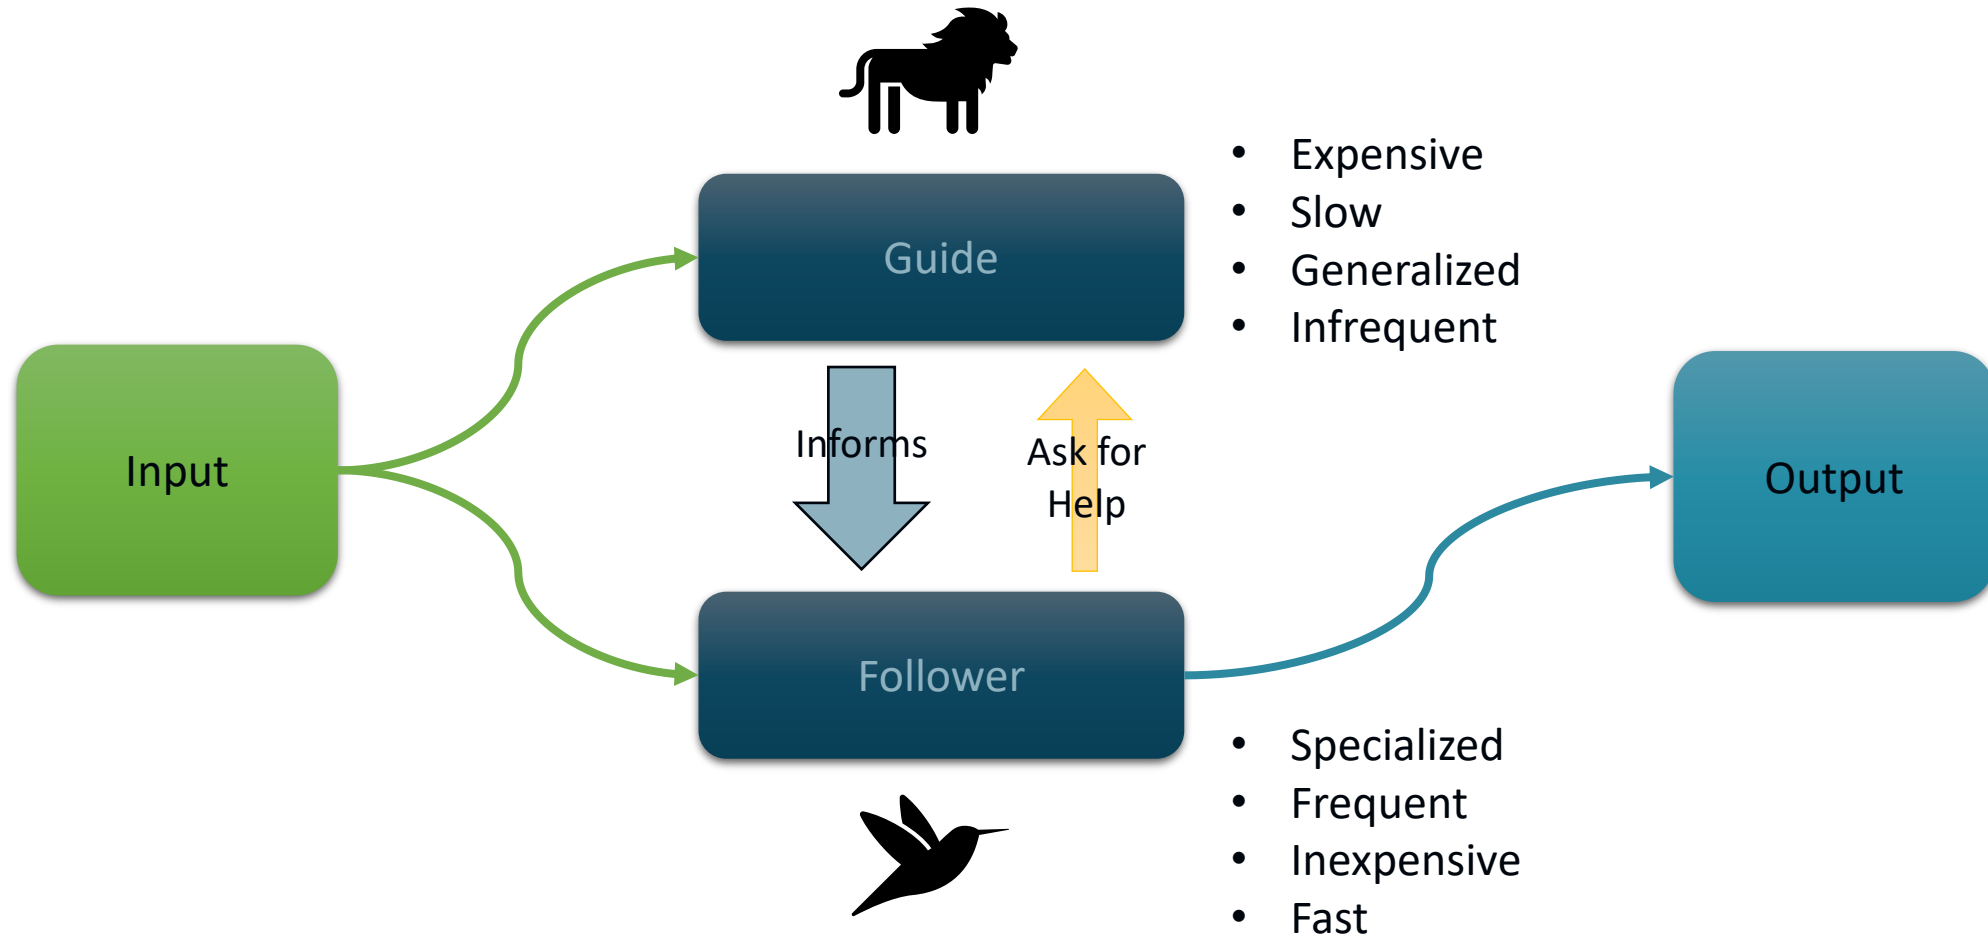 • Expensive
• Slow
• Generalized
• Infrequent
Guide
Input
Informs
Ask for
Help
Output
Follower
• Specialized
• Frequent
• Inexpensive
• Fast